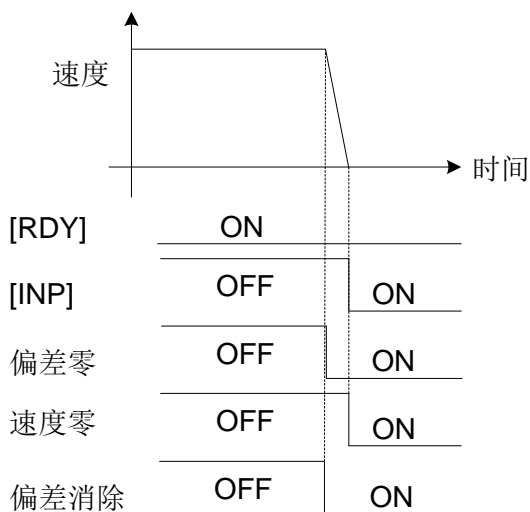 速度
时间
[RDY] ON
[INP] OFF ON
偏差零 OFF ON
速度零 OFF ON
偏差消除 OFF ON